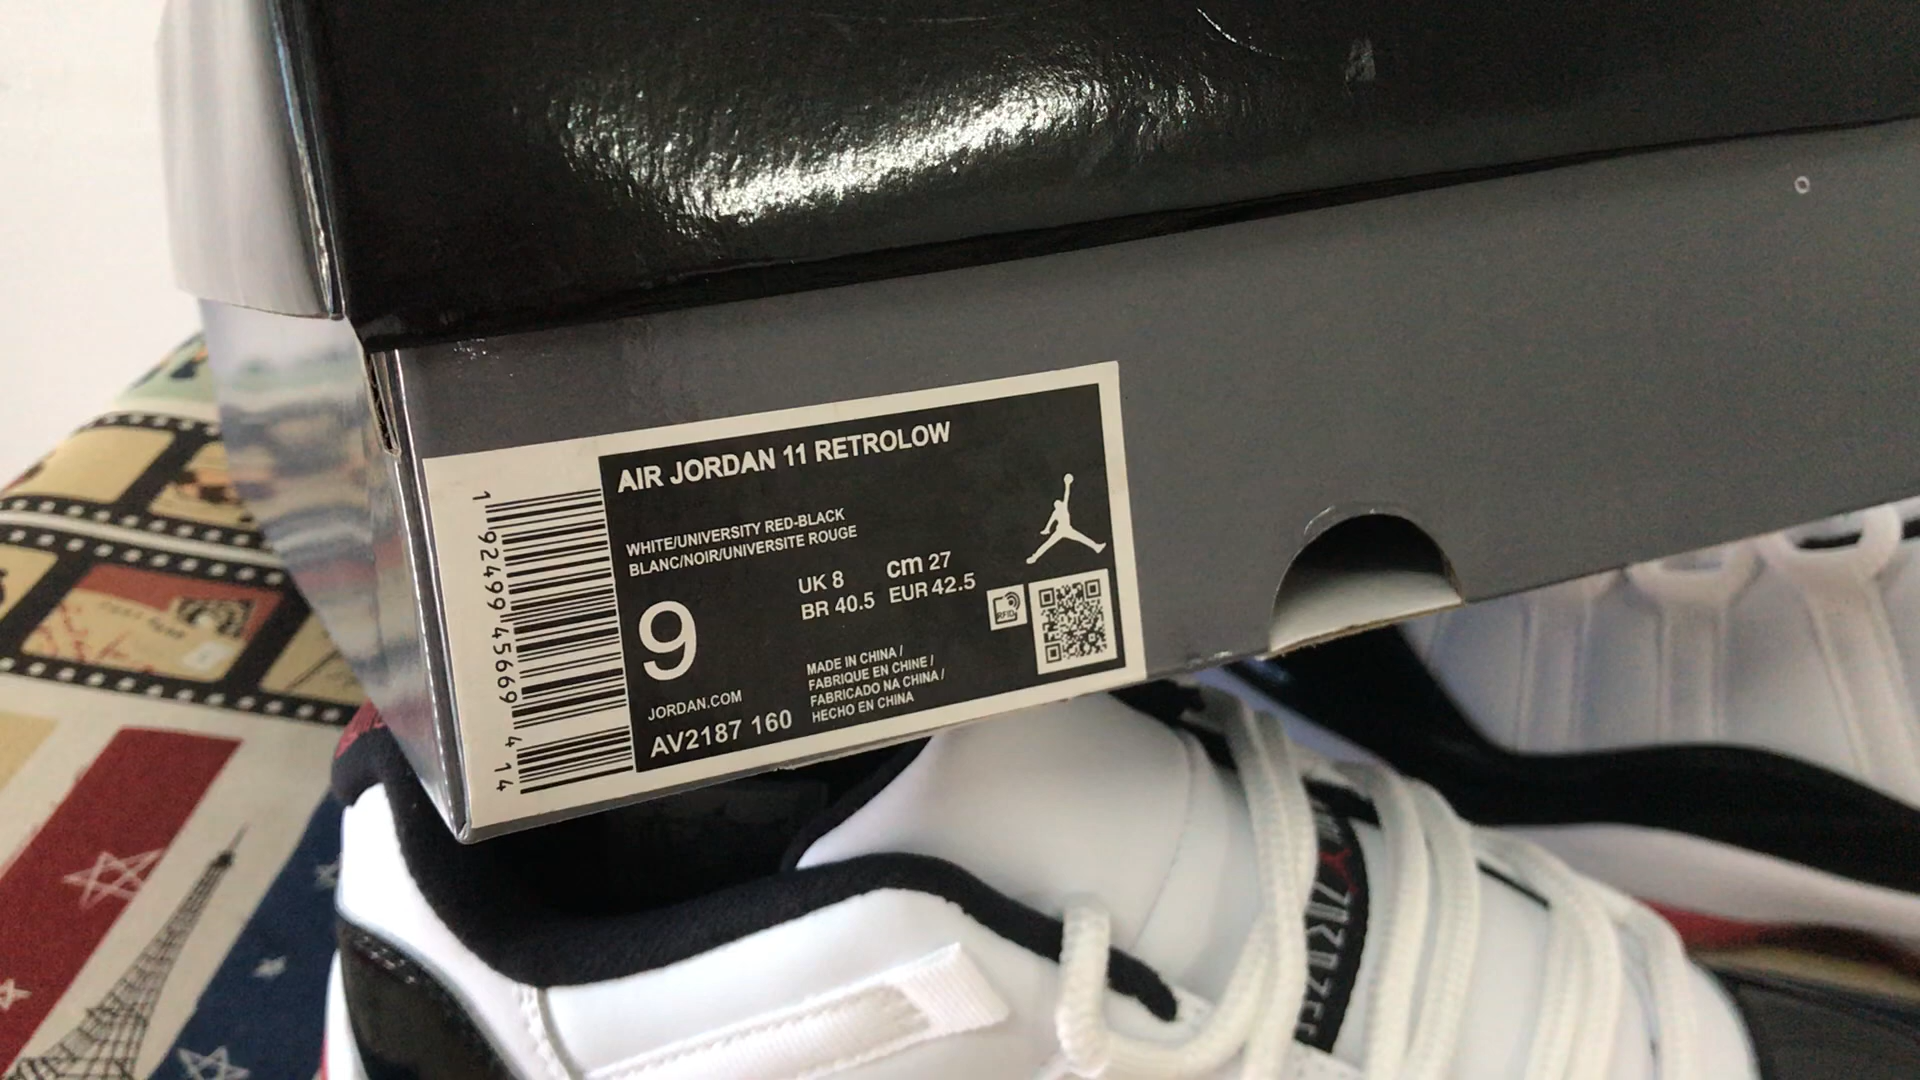 AIR JORDAN 11 RETROLOW
WHITE/UNIVERSITY RED-BLACK
BLANC/NOIR/UNIVERSITE ROUGE
9
UK 8
cm 27
BR 40.5
EUR 42.5
RFID
MADE IN CHINA /
FABRIQUE EN CHINE /
FABRICADO NA CHINA /
HECHO EN CHINA
JORDAN.COM
AV2187 160
1 92499 45669 4 14